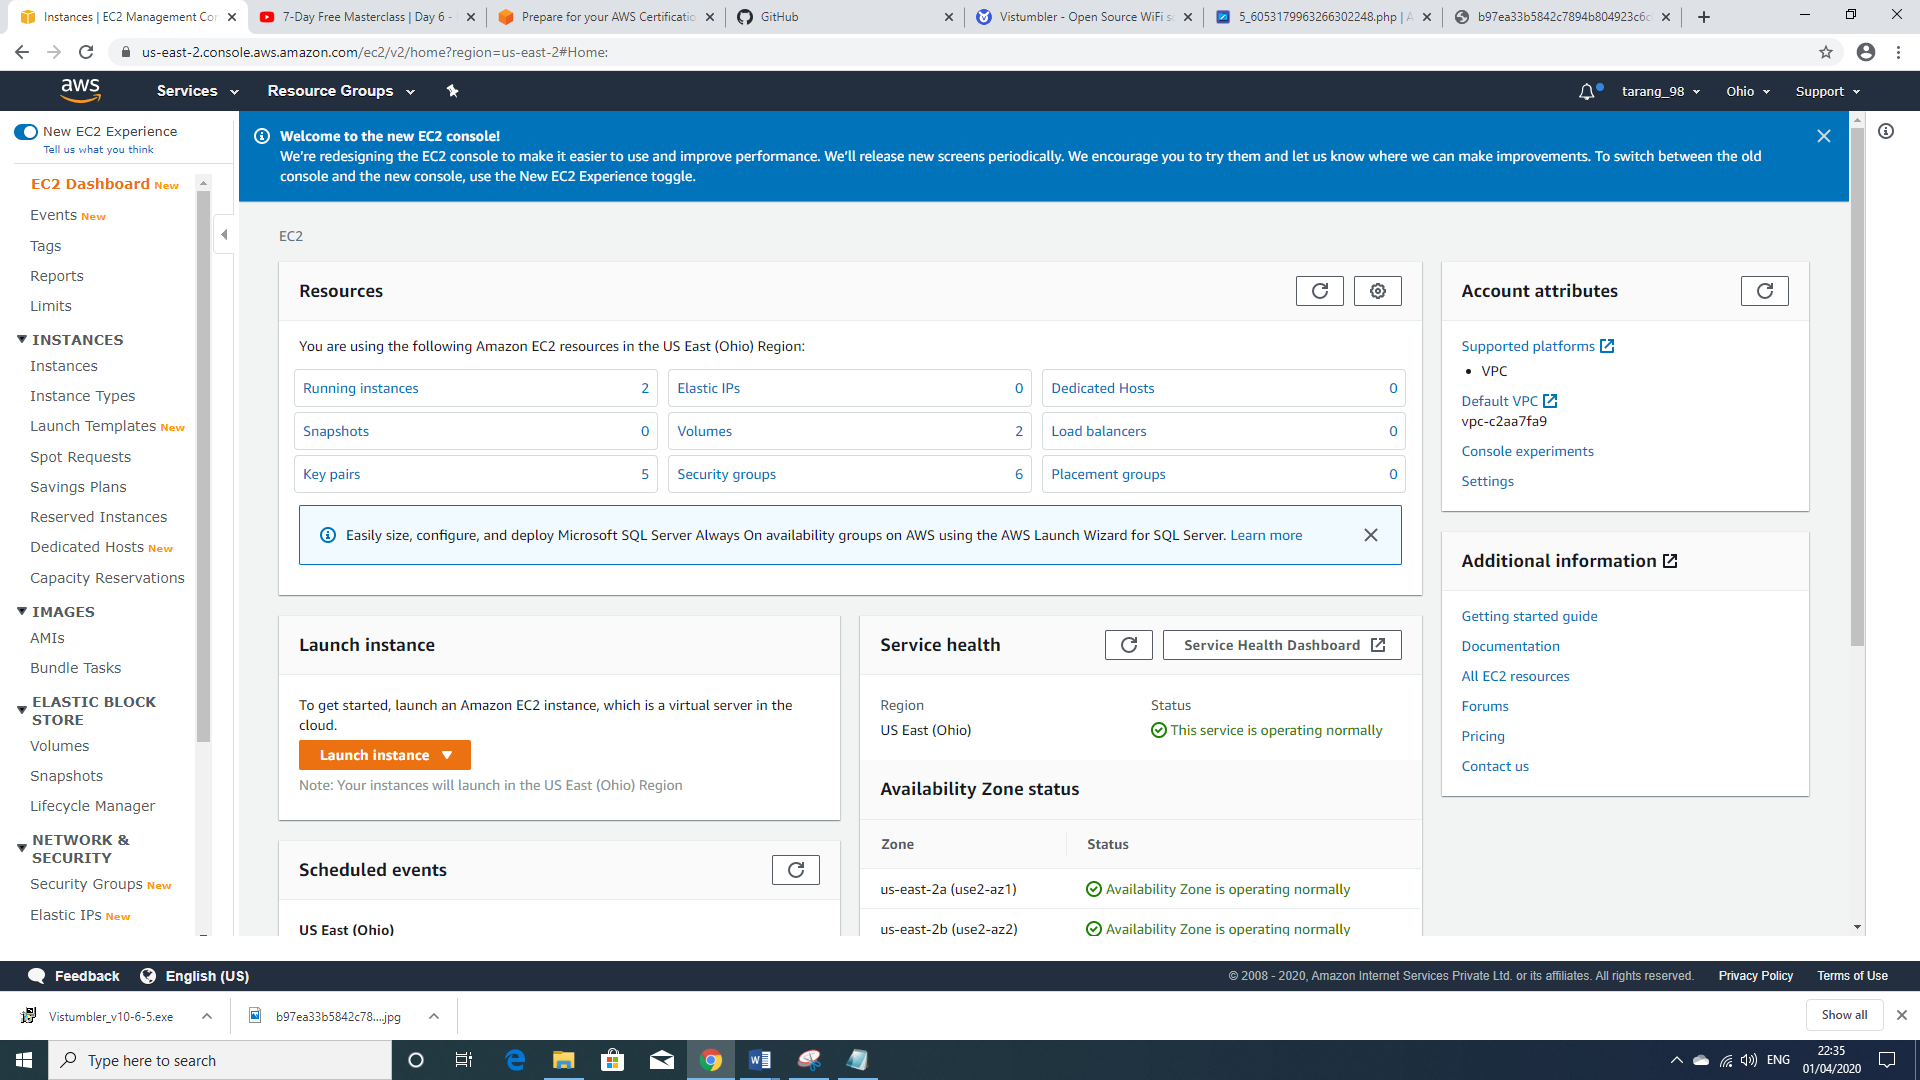 Instances | EC2 Management Con
7-Day Free Masterclass | Day 6 -
Prepare for your AWS Certificatio
GitHub
Vistumbler - Open Source WiFi sc
5_6053179963266302248.php | A
b97ea33b5842c7894b804923c6c
us-east-2.console.aws.amazon.com/ec2/v2/home?region=us-east-2#Home:
aws
Services
Resource Groups
tarang_98
Ohio
Support
New EC2 Experience
Tell us what you think
EC2 Dashboard New
Events New
Tags
Reports
Limits
INSTANCES
Instances
Instance Types
Launch Templates New
Spot Requests
Savings Plans
Reserved Instances
Dedicated Hosts New
Capacity Reservations
IMAGES
AMIs
Bundle Tasks
ELASTIC BLOCK
STORE
Volumes
Snapshots
Lifecycle Manager
NETWORK &
SECURITY
Security Groups New
Elastic IPs New
Welcome to the new EC2 console!
We're redesigning the EC2 console to make it easier to use and improve performance. We'll release new screens periodically. We encourage you to try them and let us know where we can make improvements. To switch between the old
console and the new console, use the New EC2 Experience toggle.
EC2
Resources
You are using the following Amazon EC2 resources in the US East (Ohio) Region:
Running instances 2
Elastic IPs 0
Dedicated Hosts 0
Snapshots 0
Volumes 2
Load balancers 0
Key pairs 5
Security groups 6
Placement groups 0
Easily size, configure, and deploy Microsoft SQL Server Always On availability groups on AWS using the AWS Launch Wizard for SQL Server. Learn more
Launch instance
To get started, launch an Amazon EC2 instance, which is a virtual server in the
cloud.
Launch instance
Note: Your instances will launch in the US East (Ohio) Region
Scheduled events
US East (Ohio)
Service health
Service Health Dashboard
Region
Status
US East (Ohio)
This service is operating normally
Availability Zone status
Zone
Status
us-east-2a (use2-az1)
Availability Zone is operating normally
us-east-2b (use2-az2)
Availability Zone is operating normally
Account attributes
Supported platforms
• VPC
Default VPC
vpc-c2aa7fa9
Console experiments
Settings
Additional information
Getting started guide
Documentation
All EC2 resources
Forums
Pricing
Contact us
Feedback
English (US)
© 2008 - 2020, Amazon Internet Services Private Ltd. or its affiliates. All rights reserved.
Privacy Policy
Terms of Use
Vistumbler_v10-6-5.exe
b97ea33b5842c78....jpg
Show all
Type here to search
ENG
22:35
01/04/2020